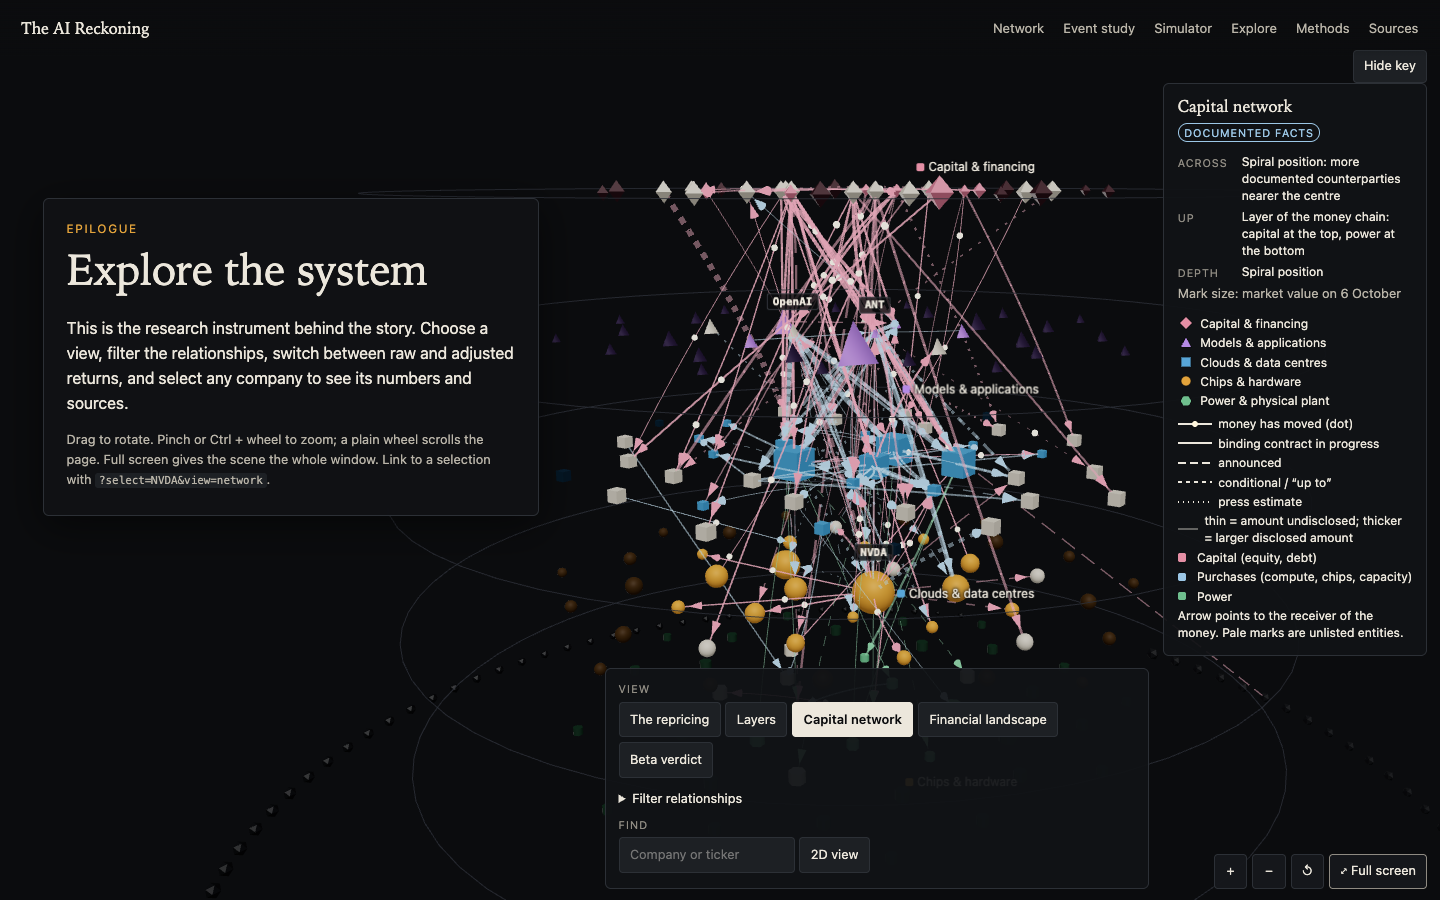 The AI Reckoning
Network
Event study
Simulator
Explore
Methods
Sources
Hide key
EPILOGUE
Explore the system
This is the research instrument behind the story. Choose a
view, filter the relationships, switch between raw and adjusted
returns, and select any company to see its numbers and
sources.
Drag to rotate. Pinch or Ctrl + wheel to zoom; a plain wheel scrolls the
page. Full screen gives the scene the whole window. Link to a selection
with ?select=NVDA&view=network.
Capital & financing
OpenAI
ANT
Models & applications
NVDA
Clouds & data centres
Chips & hardware
Capital network
DOCUMENTED FACTS
ACROSS
Spiral position: more
documented counterparties
nearer the centre
UP
Layer of the money chain:
capital at the top, power at
the bottom
DEPTH
Spiral position
Mark size: market value on 6 October
Capital & financing
Models & applications
Clouds & data centres
Chips & hardware
Power & physical plant
money has moved (dot)
binding contract in progress
announced
conditional / “up to”
press estimate
thin = amount undisclosed; thicker
= larger disclosed amount
Capital (equity, debt)
Purchases (compute, chips, capacity)
Power
Arrow points to the receiver of the
money. Pale marks are unlisted entities.
VIEW
The repricing
Layers
Capital network
Financial landscape
Beta verdict
▶ Filter relationships
FIND
Company or ticker
2D view
+
−
↺
⤢ Full screen